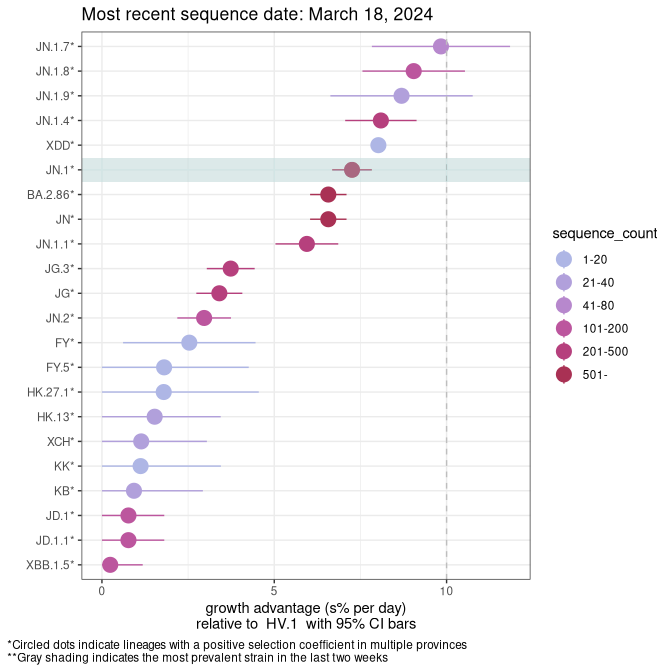 Most recent sequence date: March 18, 2024
JN.1.7*
JN.1.8*
JN.1.9*
JN.1.4*
XDD*
JN.1*
BA.2.86*
JN*
JN.1.1*
JG.3*
JG*
JN.2*
FY*
FY.5*
HK.27.1*
HK.13*
XCH*
KK*
KB*
JD.1*
JD.1.1*
XBB.1.5*
0 5 10
growth advantage (s% per day)
relative to HV.1 with 95% CI bars
sequence_count
1-20
21-40
41-80
101-200
201-500
501-
*Circled dots indicate lineages with a positive selection coefficient in multiple provinces
**Gray shading indicates the most prevalent strain in the last two weeks